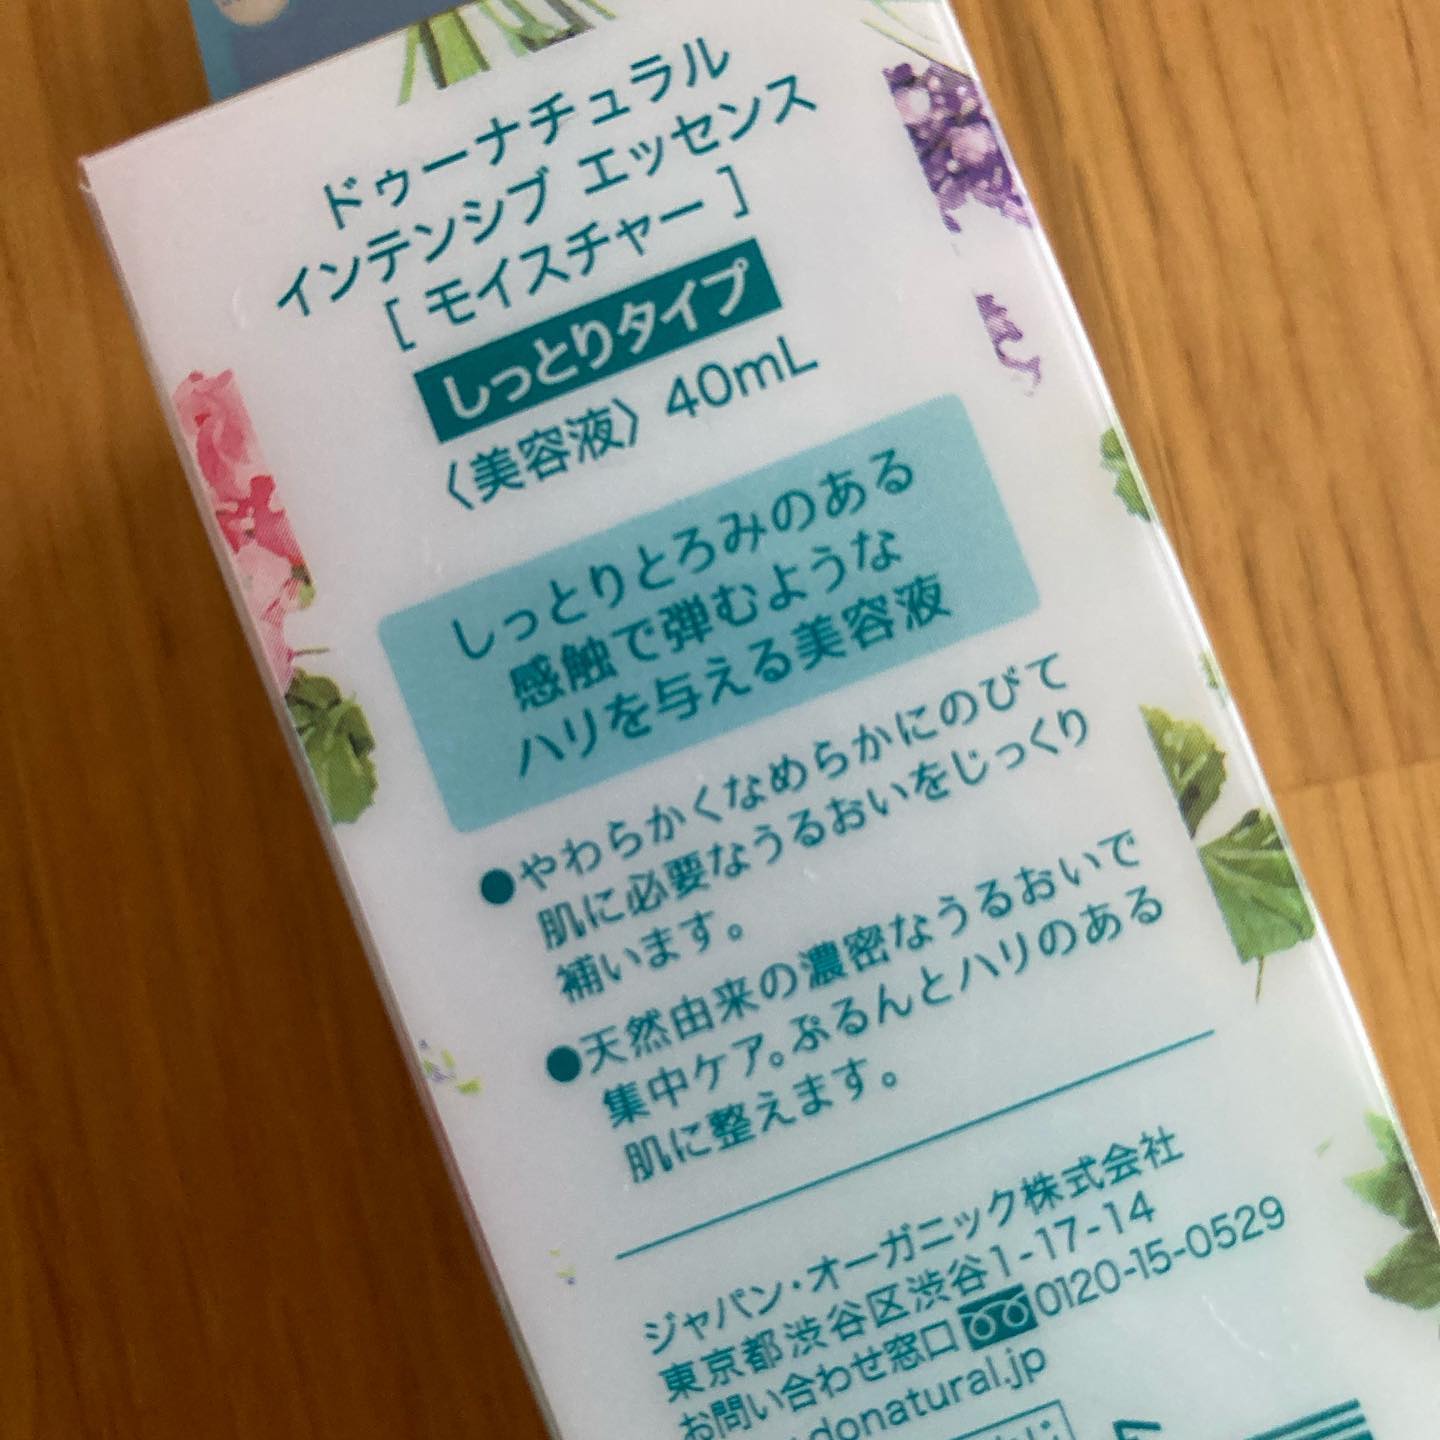 ドゥーナチュラル
インテンシブ エッセンス
[ モイスチャー ]
しっとりタイプ
〈美容液〉 40mL
しっとりとろみのある
感触で弾むような
ハリを与える美容液
●やわらかくなめらかにのびて
肌に必要なうるおいをじっくり
補います。
●天然由来の濃密なうるおいで
集中ケア。ぷるんとハリのある
肌に整えます。
ジャパン・オーガニック株式会社
東京都渋谷区渋谷1-17-14
お問い合わせ窓口 0120-15-0529
donatural.jp